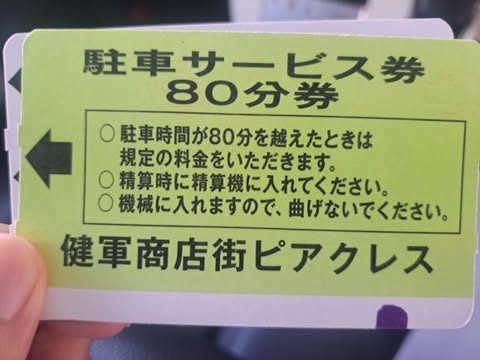 駐車サービス券
80分券
○ 駐車時間が80分を越えたときは
規定の料金をいただきます。
○ 精算時に精算機に入れてください。
○ 機械に入れますので、曲げないでください。
健軍商店街ピアクレス